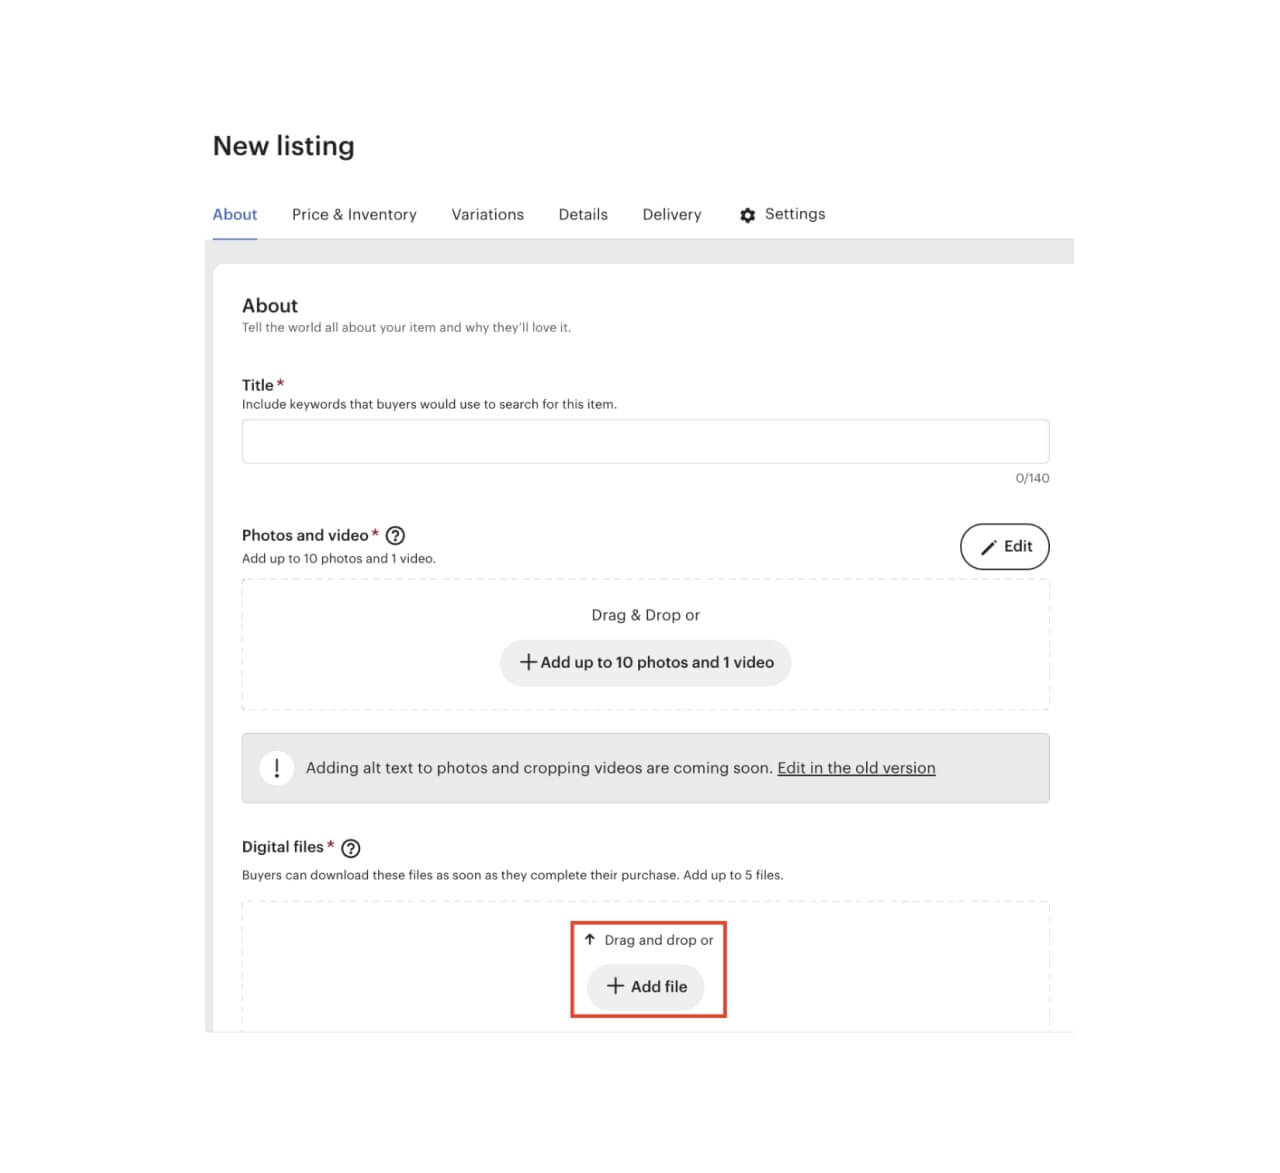 New listing
About Price & Inventory Variations Details Delivery Settings
About
Tell the world all about your item and why they'll love it.
Title *
Include keywords that buyers would use to search for this item.
0/140
Photos and video * ?
Add up to 10 photos and 1 video.
Edit
Drag & Drop or
+ Add up to 10 photos and 1 video
! Adding alt text to photos and cropping videos are coming soon. Edit in the old version
Digital files * ?
Buyers can download these files as soon as they complete their purchase. Add up to 5 files.
↑ Drag and drop or
+ Add file